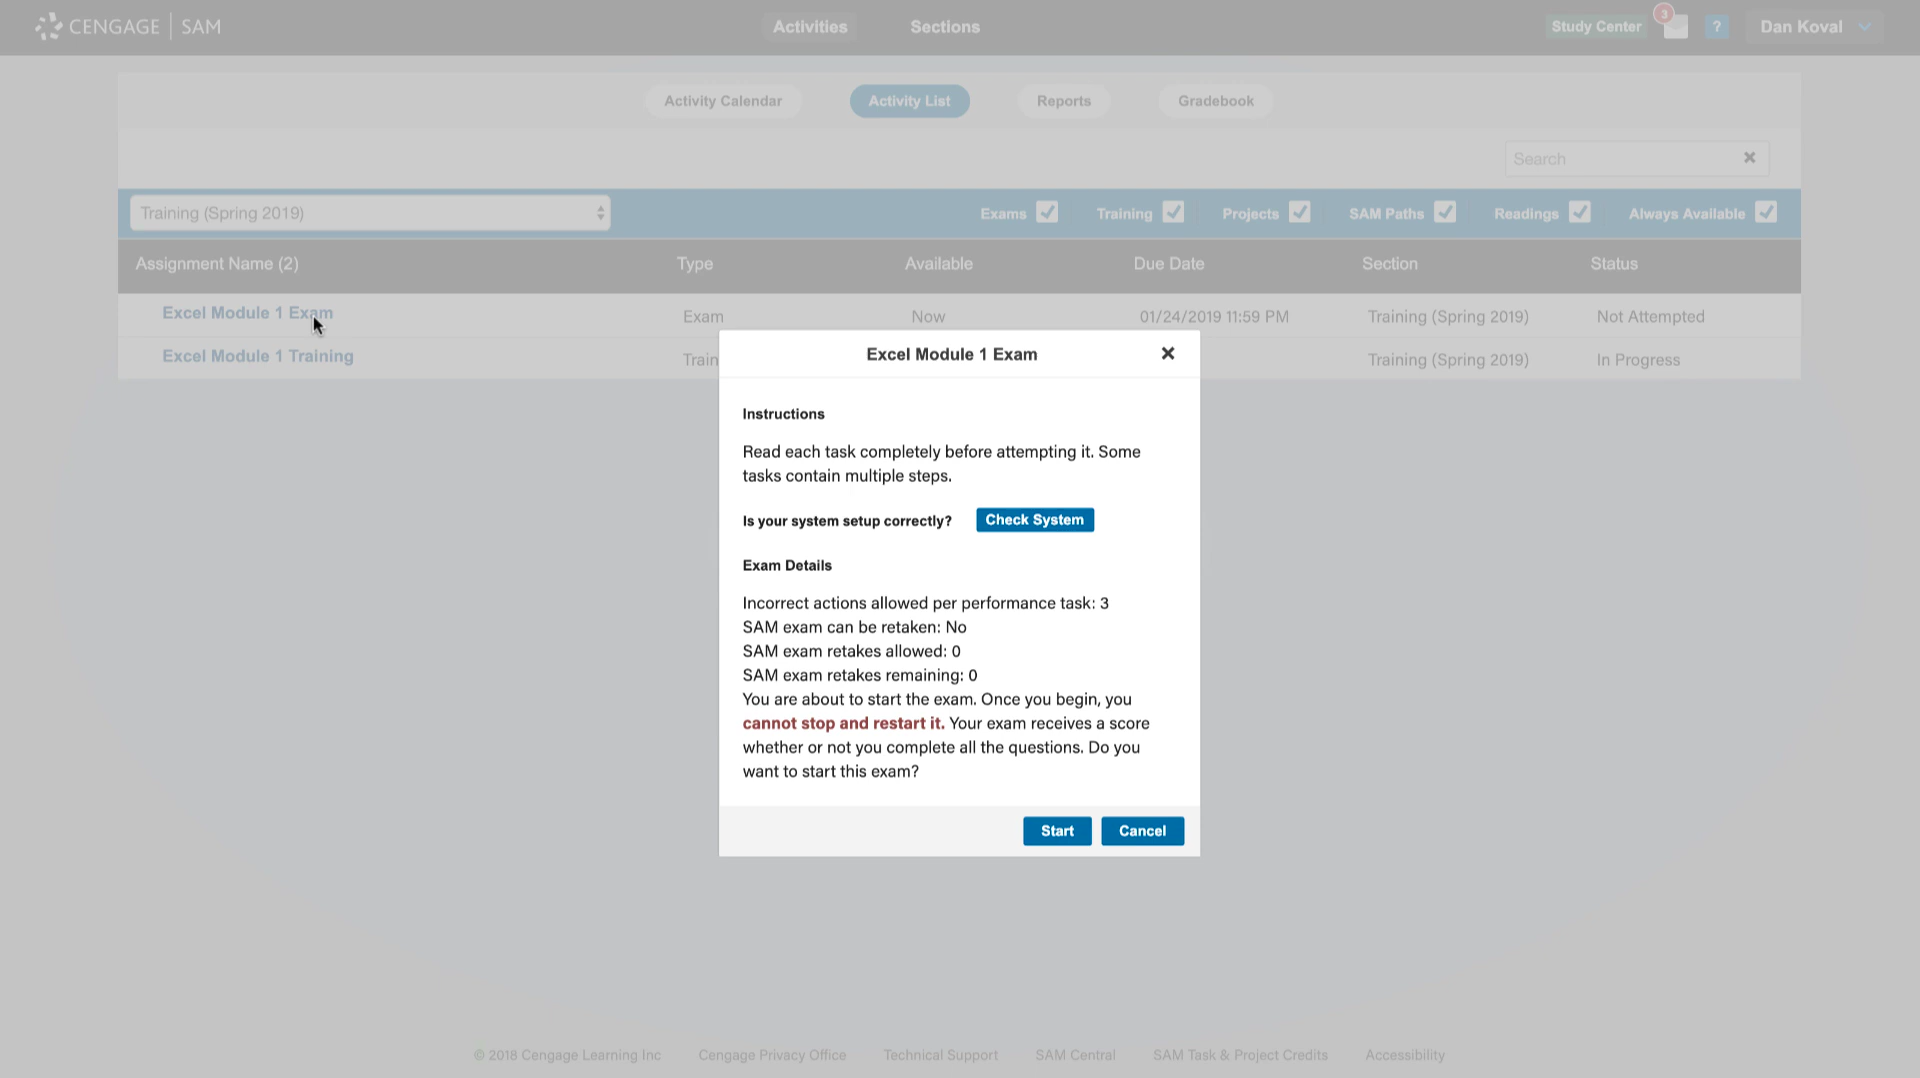 CENGAGE | SAM
Activities
Sections
Study Center
3
?
Dan Koval
Activity Calendar
Activity List
Reports
Gradebook
Search
Training (Spring 2019)
Exams
Training
Projects
SAM Paths
Readings
Always Available
Assignment Name (2)
Type
Available
Due Date
Section
Status
Excel Module 1 Exam
Exam
Now
01/24/2019 11:59 PM
Training (Spring 2019)
Not Attempted
Excel Module 1 Training
Train
Training (Spring 2019)
In Progress
Excel Module 1 Exam
Instructions
Read each task completely before attempting it. Some
tasks contain multiple steps.
Is your system setup correctly?
Check System
Exam Details
Incorrect actions allowed per performance task: 3
SAM exam can be retaken: No
SAM exam retakes allowed: 0
SAM exam retakes remaining: 0
You are about to start the exam. Once you begin, you
cannot stop and restart it. Your exam receives a score
whether or not you complete all the questions. Do you
want to start this exam?
Start
Cancel
© 2018 Cengage Learning Inc
Cengage Privacy Office
Technical Support
SAM Central
SAM Task & Project Credits
Accessibility